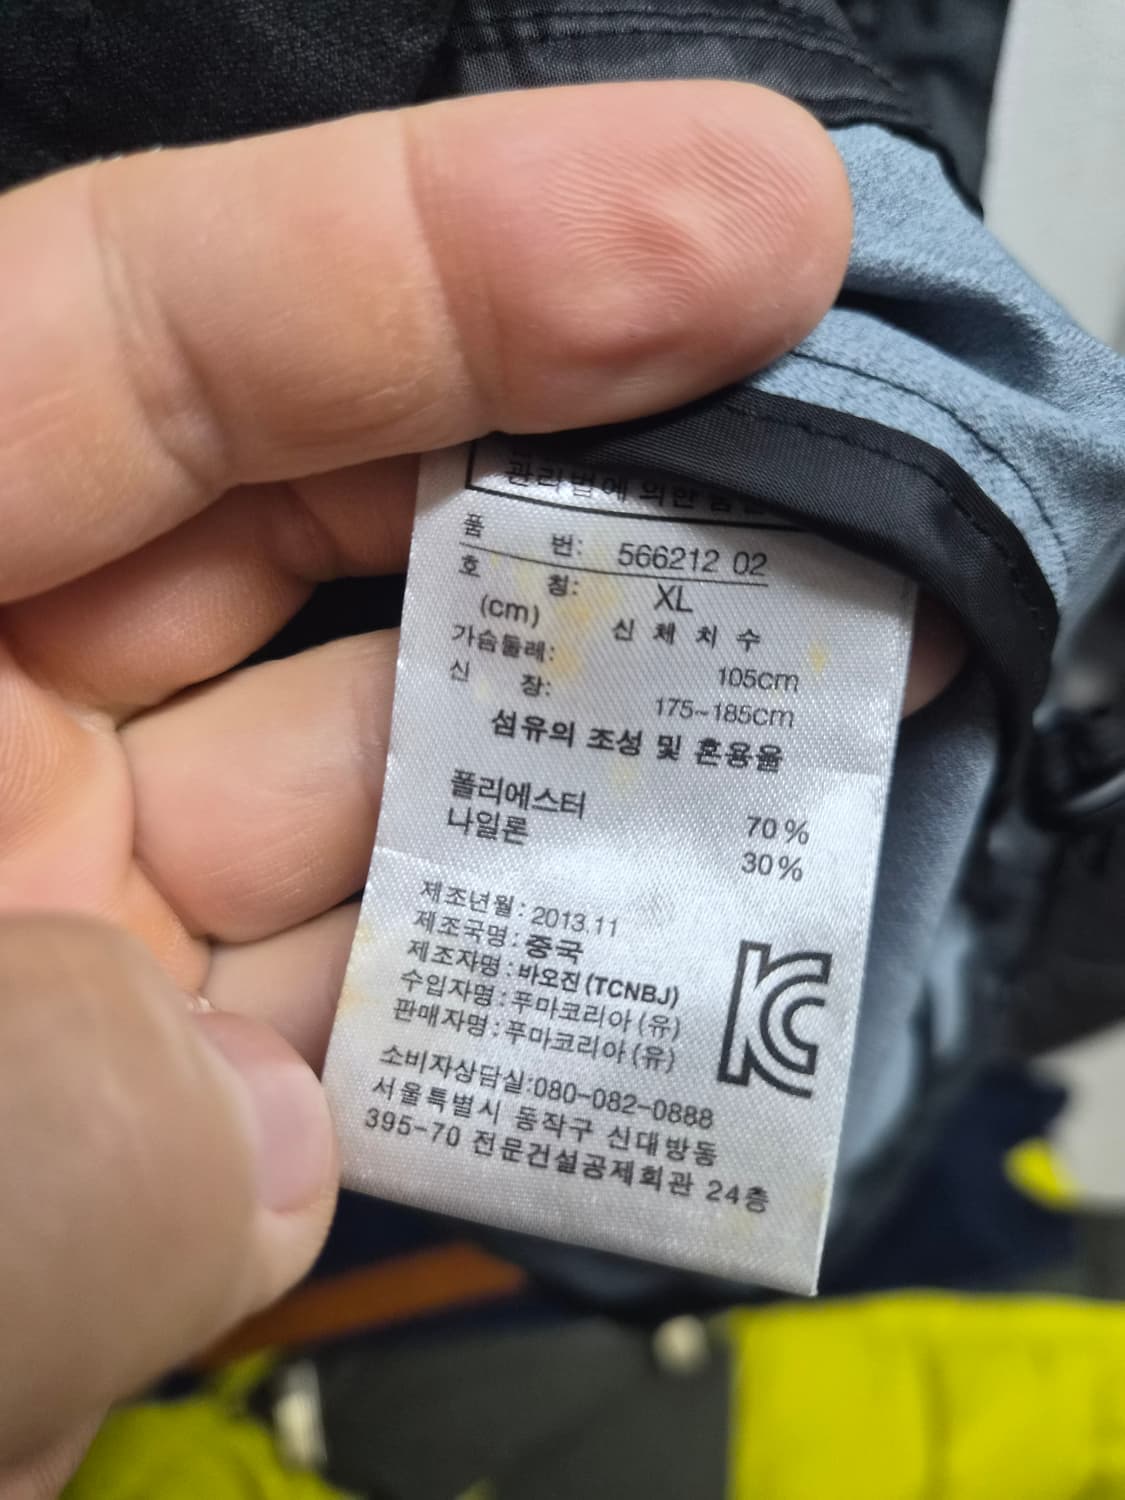 관리법에 의한 품
품 번: 566212 02
호 칭: XL
(cm) 신 체 치 수
가슴둘레: 105cm
신 장: 175~185cm
섬유의 조성 및 혼용율
폴리에스터 70%
나일론 30%
제조년월: 2013.11
제조국명: 중국
제조자명: 바오진(TCNBJ)
수입자명: 푸마코리아(유)
판매자명: 푸마코리아(유)
소비자상담실:080-082-0888
서울특별시 동작구 신대방동
395-70 전문건설공제회관 24층